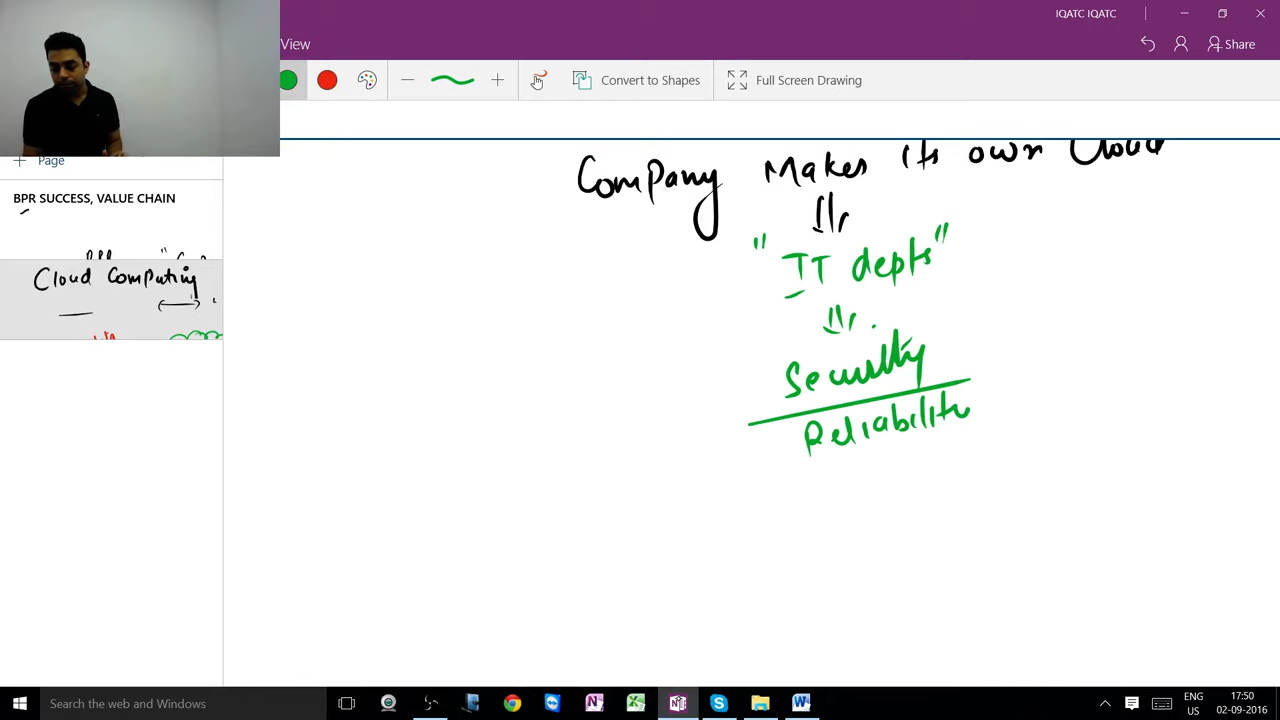 IQATC IQATC
View
Share
Convert to Shapes
Full Screen Drawing
Page
BPR SUCCESS, VALUE CHAIN
Cloud Computing
Company Makes its own Cloud
"IT depts"
Security
Reliability
Search the web and Windows
ENG
US
17:50
02-09-2016